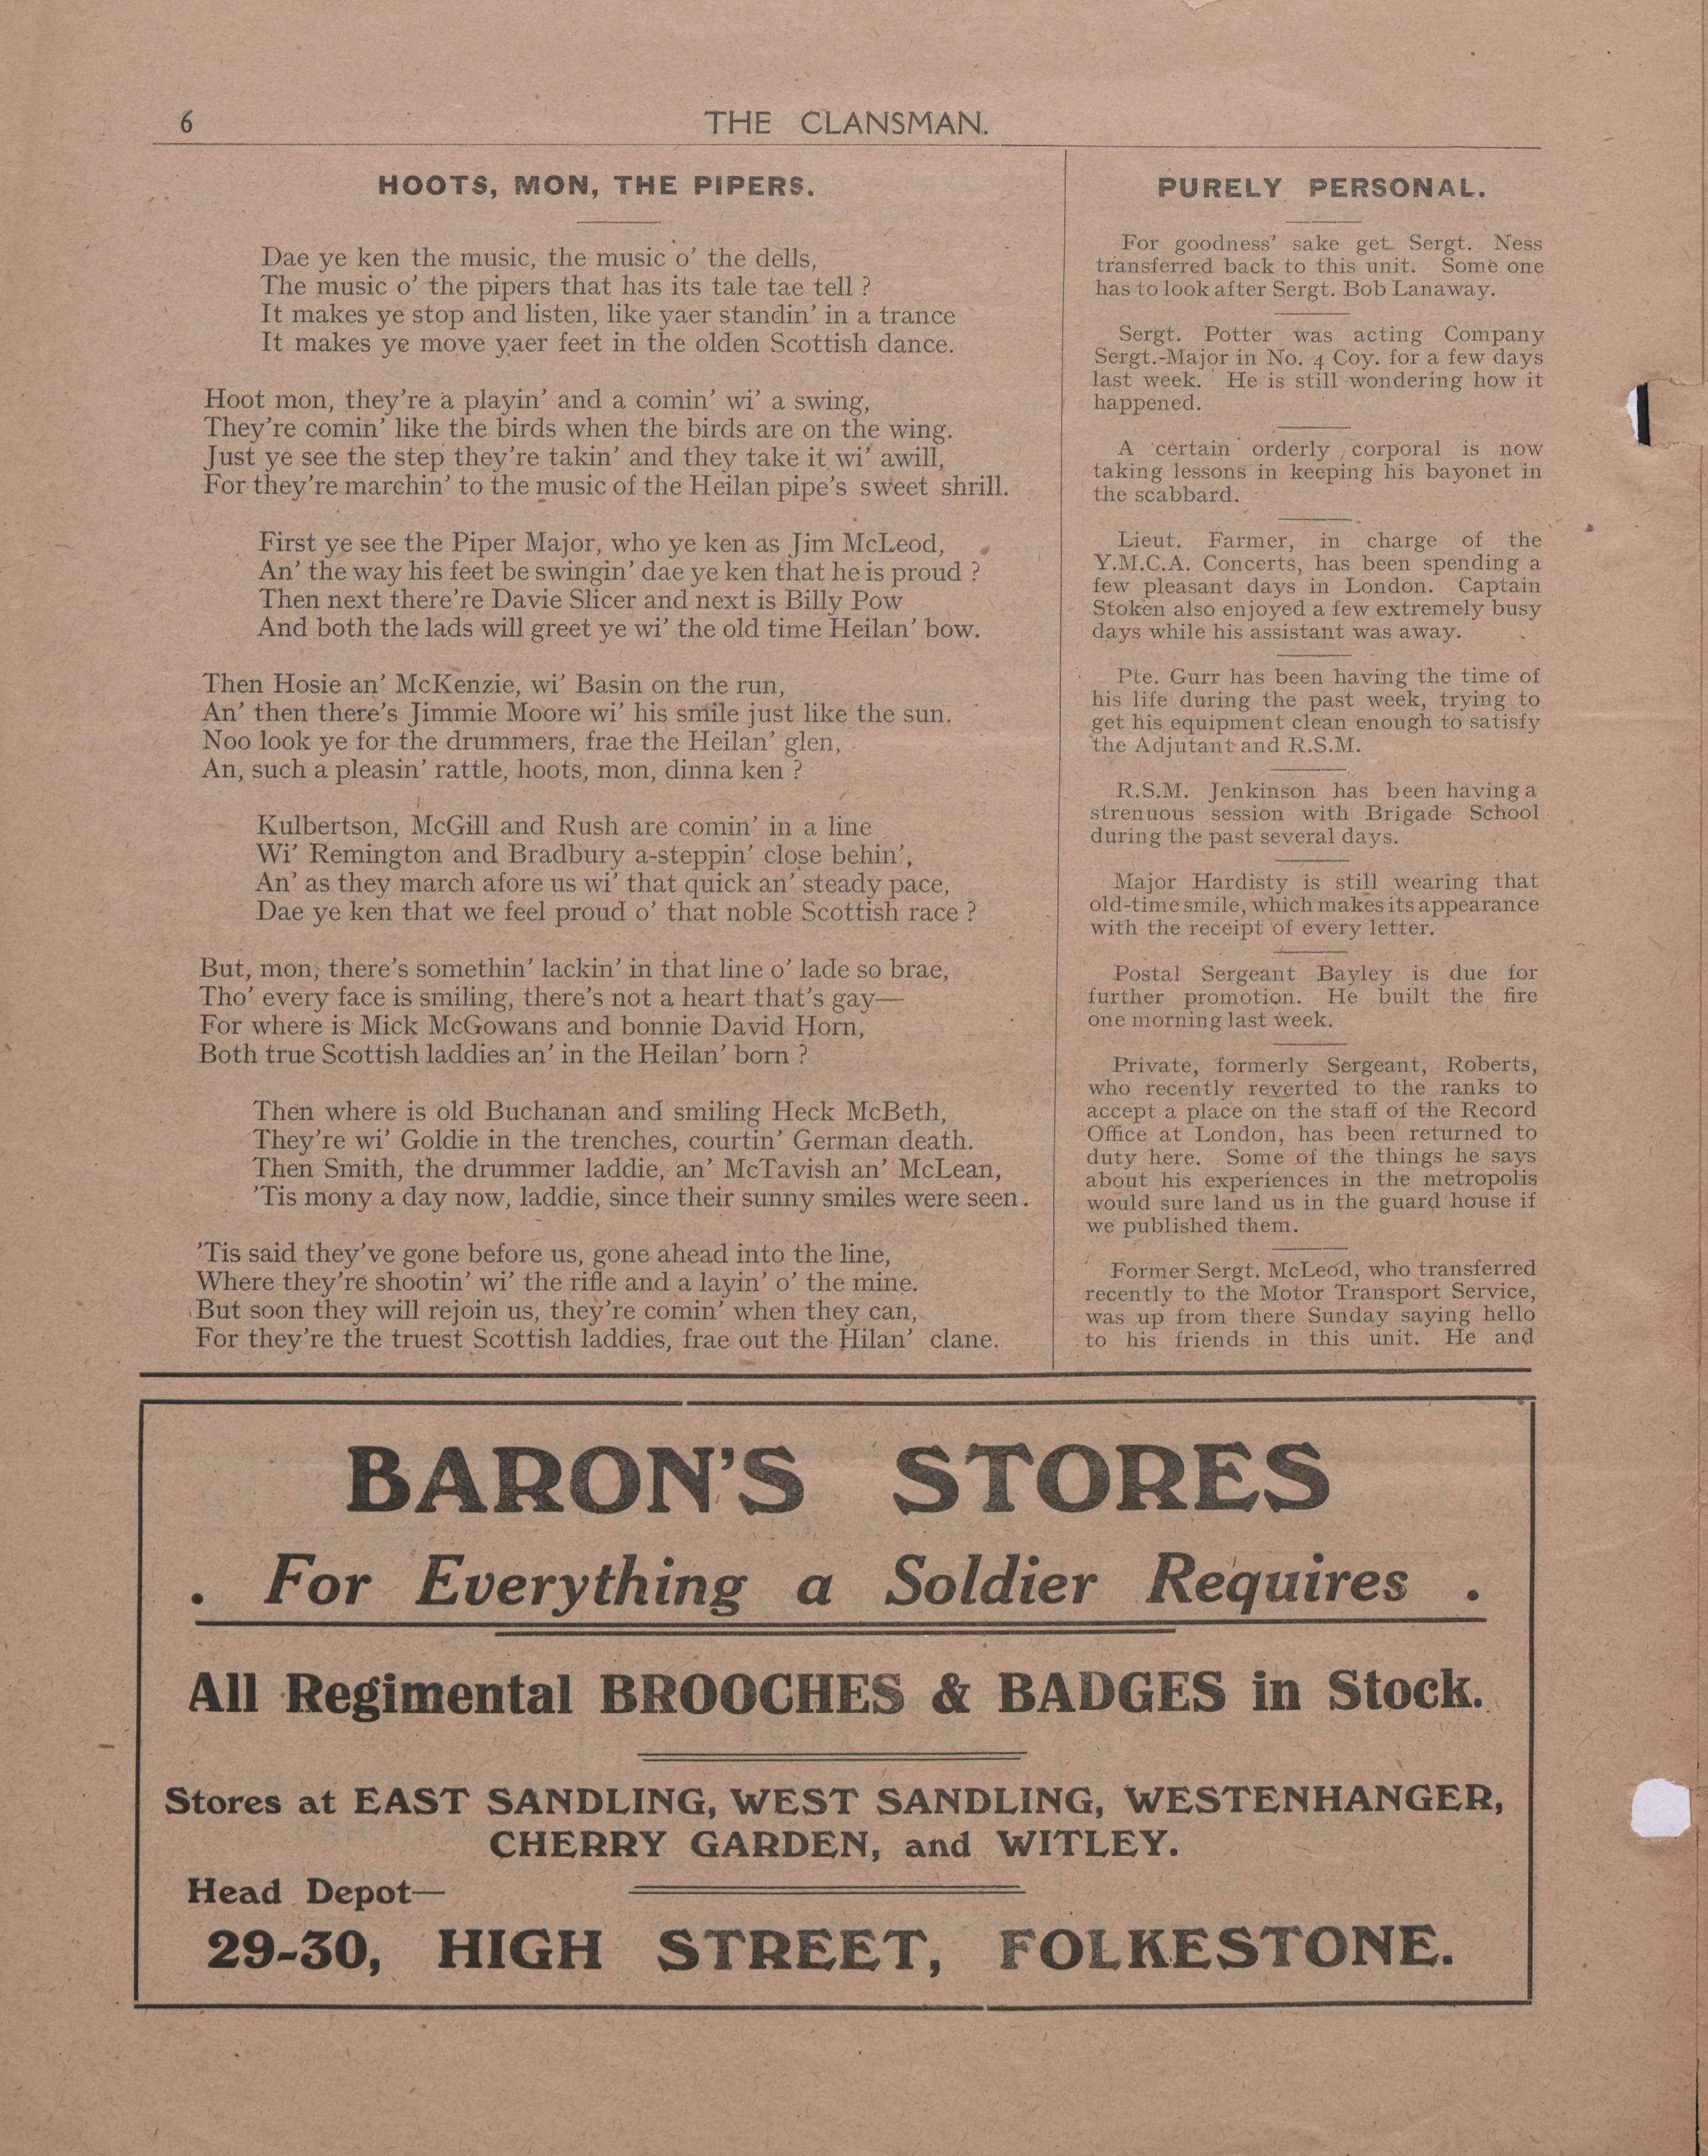 6
THE CLANSMAN.
HOOTS, MON, THE PIPERS.
Dae ye ken the music, the music o' the dells,
The music o' the pipers that has its tale tae tell ?
It makes ye stop and listen, like yaer standin' in a trance
It makes ye move yaer feet in the olden Scottish dance.
Hoot mon, they're a playin' and a comin' wi' a swing,
They're comin' like the birds when the birds are on the wing.
Just ye see the step they're takin' and they take it wi' awill,
For they're marchin' to the music of the Heilan pipe's sweet shrill.
First ye see the Piper Major, who ye ken as Jim McLeod,
An' the way his feet be swingin' dae ye ken that he is proud ?
Then next there're Davie Slicer and next is Billy Pow
And both the lads will greet ye wi' the old time Heilan' bow.
Then Hosie an' McKenzie, wi' Basin on the run,
An' then there's Jimmie Moore wi' his smile just like the sun.
Noo look ye for the drummers, frae the Heilan' glen,
An, such a pleasin' rattle, hoots, mon, dinna ken ?
Kulbertson, McGill and Rush are comin' in a line
Wi' Remington and Bradbury a-steppin' close behin',
An' as they march afore us wi' that quick an' steady pace,
Dae ye ken that we feel proud o' that noble Scottish race ?
But, mon, there's somethin' lackin' in that line o' lade so brae,
Tho' every face is smiling, there's not a heart that's gay—
For where is Mick McGowans and bonnie David Horn,
Both true Scottish laddies an' in the Heilan' born ?
Then where is old Buchanan and smiling Heck McBeth,
They're wi' Goldie in the trenches, courtin' German death.
Then Smith, the drummer laddie, an' McTavish an' McLean,
'Tis mony a day now, laddie, since their sunny smiles were seen.
'Tis said they've gone before us, gone ahead into the line,
Where they're shootin' wi' the rifle and a layin' o' the mine.
But soon they will rejoin us, they're comin' when they can,
For they're the truest Scottish laddies, frae out the Hilan' clane.
PURELY PERSONAL.
For goodness' sake get Sergt. Ness
transferred back to this unit. Some one
has to look after Sergt. Bob Lanaway.
Sergt. Potter was acting Company
Sergt.-Major in No. 4 Coy. for a few days
last week. He is still wondering how it
happened.
A certain orderly corporal is now
taking lessons in keeping his bayonet in
the scabbard.
Lieut. Farmer, in charge of the
Y.M.C.A. Concerts, has been spending a
few pleasant days in London. Captain
Stoken also enjoyed a few extremely busy
days while his assistant was away.
Pte. Gurr has been having the time of
his life during the past week, trying to
get his equipment clean enough to satisfy
the Adjutant and R.S.M.
R.S.M. Jenkinson has been having a
strenuous session with Brigade School
during the past several days.
Major Hardisty is still wearing that
old-time smile, which makes its appearance
with the receipt of every letter.
Postal Sergeant Bayley is due for
further promotion. He built the fire
one morning last week.
Private, formerly Sergeant, Roberts,
who recently reverted to the ranks to
accept a place on the staff of the Record
Office at London, has been returned to
duty here. Some of the things he says
about his experiences in the metropolis
would sure land us in the guard house if
we published them.
Former Sergt. McLeod, who transferred
recently to the Motor Transport Service,
was up from there Sunday saying hello
to his friends in this unit. He and
BARON'S STORES
. For Everything a Soldier Requires .
All Regimental BROOCHES & BADGES in Stock.
Stores at EAST SANDLING, WEST SANDLING, WESTENHANGER,
CHERRY GARDEN, and WITLEY.
Head Depot—
29-30, HIGH STREET, FOLKESTONE.